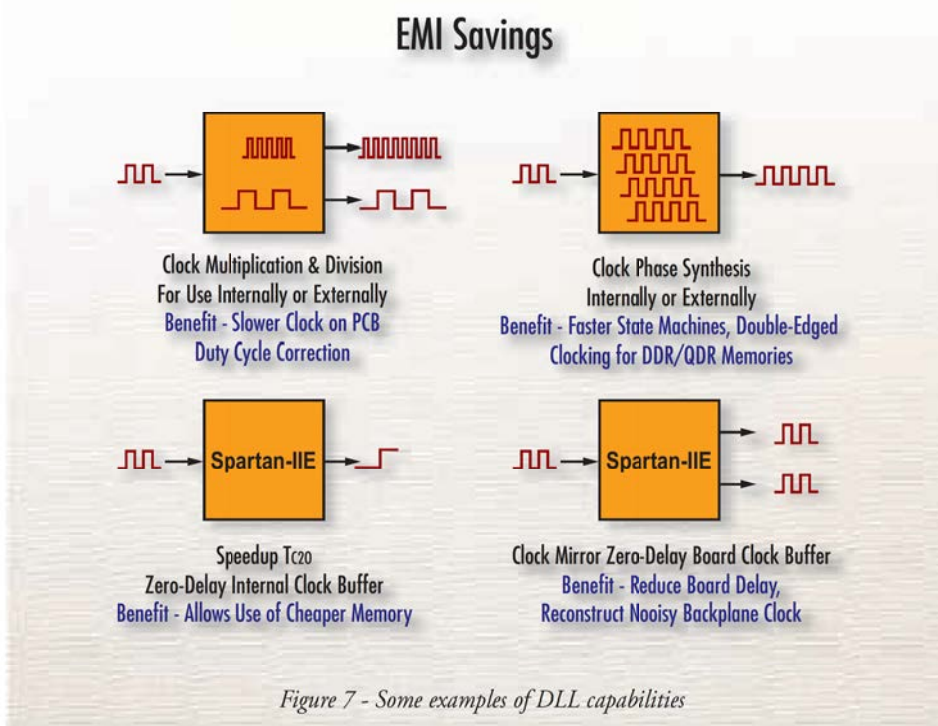 EMI Savings
Clock Multiplication & Division
For Use Internally or Externally
Benefit - Slower Clock on PCB
Duty Cycle Correction
Clock Phase Synthesis
Internally or Externally
Benefit - Faster State Machines, Double-Edged
Clocking for DDR/QDR Memories
Spartan-IIE
Speedup Tc20
Zero-Delay Internal Clock Buffer
Benefit - Allows Use of Cheaper Memory
Spartan-IIE
Clock Mirror Zero-Delay Board Clock Buffer
Benefit - Reduce Board Delay,
Reconstruct Nooisy Backplane Clock
Figure 7 - Some examples of DLL capabilities